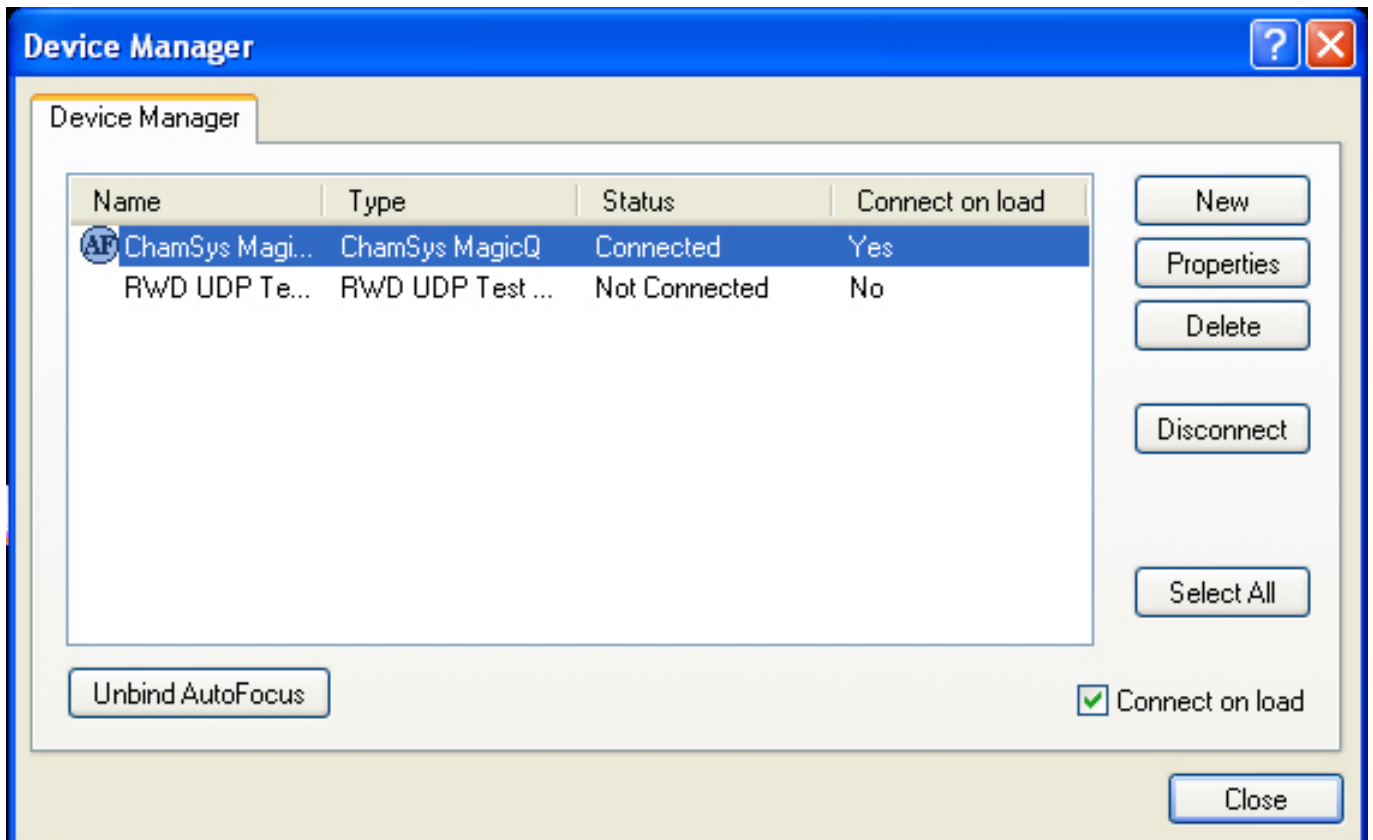 Device Manager
?
Device Manager
Name Type Status Connect on load
AF ChamSys Magi... ChamSys MagicQ Connected Yes
RWD UDP Te... RWD UDP Test ... Not Connected No
New
Properties
Delete
Disconnect
Select All
Unbind AutoFocus
Connect on load
Close